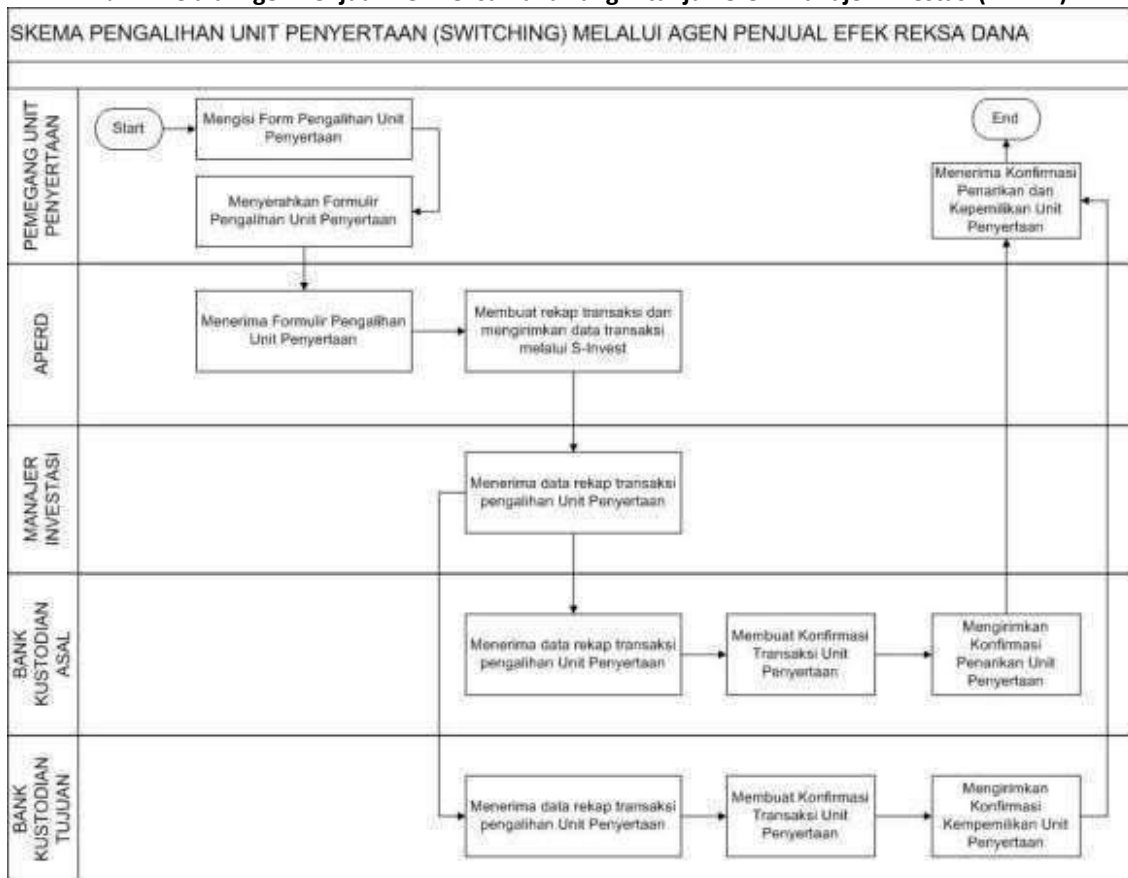 SKEMA PENGALIHAN UNIT PENYERTAAN (SWITCHING) MELALUI AGEN PENJUAL EFEK REKSA DANA
PEMEGANG UNIT
PENYERTAAN
Start
Mengisi Form Pengalihan Unit
Penyertaan
End
Menyerahkan Formulir
Pengalihan Unit Penyertaan
Menerima Konfirmasi
Penarikan dan
Kepemilikan Unit
Penyertaan
APERD
Menerima Formulir Pengalihan
Unit Penyertaan
Membuat rekap transaksi dan
mengirimkan data transaksi
melalui S-Invest
MANAJER
INVESTASI
Menerima data rekap transaksi
pengalihan Unit Penyertaan
BANK
KUSTODIAN
ASAL
Menerima data rekap transaksi
pengalihan Unit Penyertaan
Membuat Konfirmasi
Transaksi Unit
Penyertaan
Mengirimkan
Konfirmasi
Penarikan Unit
Penyertaan
BANK
KUSTODIAN
TUJUAN
Menerima data rekap transaksi
pengalihan Unit Penyertaan
Membuat Konfirmasi
Transaksi Unit
Penyertaan
Mengirimkan
Konfirmasi
Kempemilikan Unit
Penyertaan